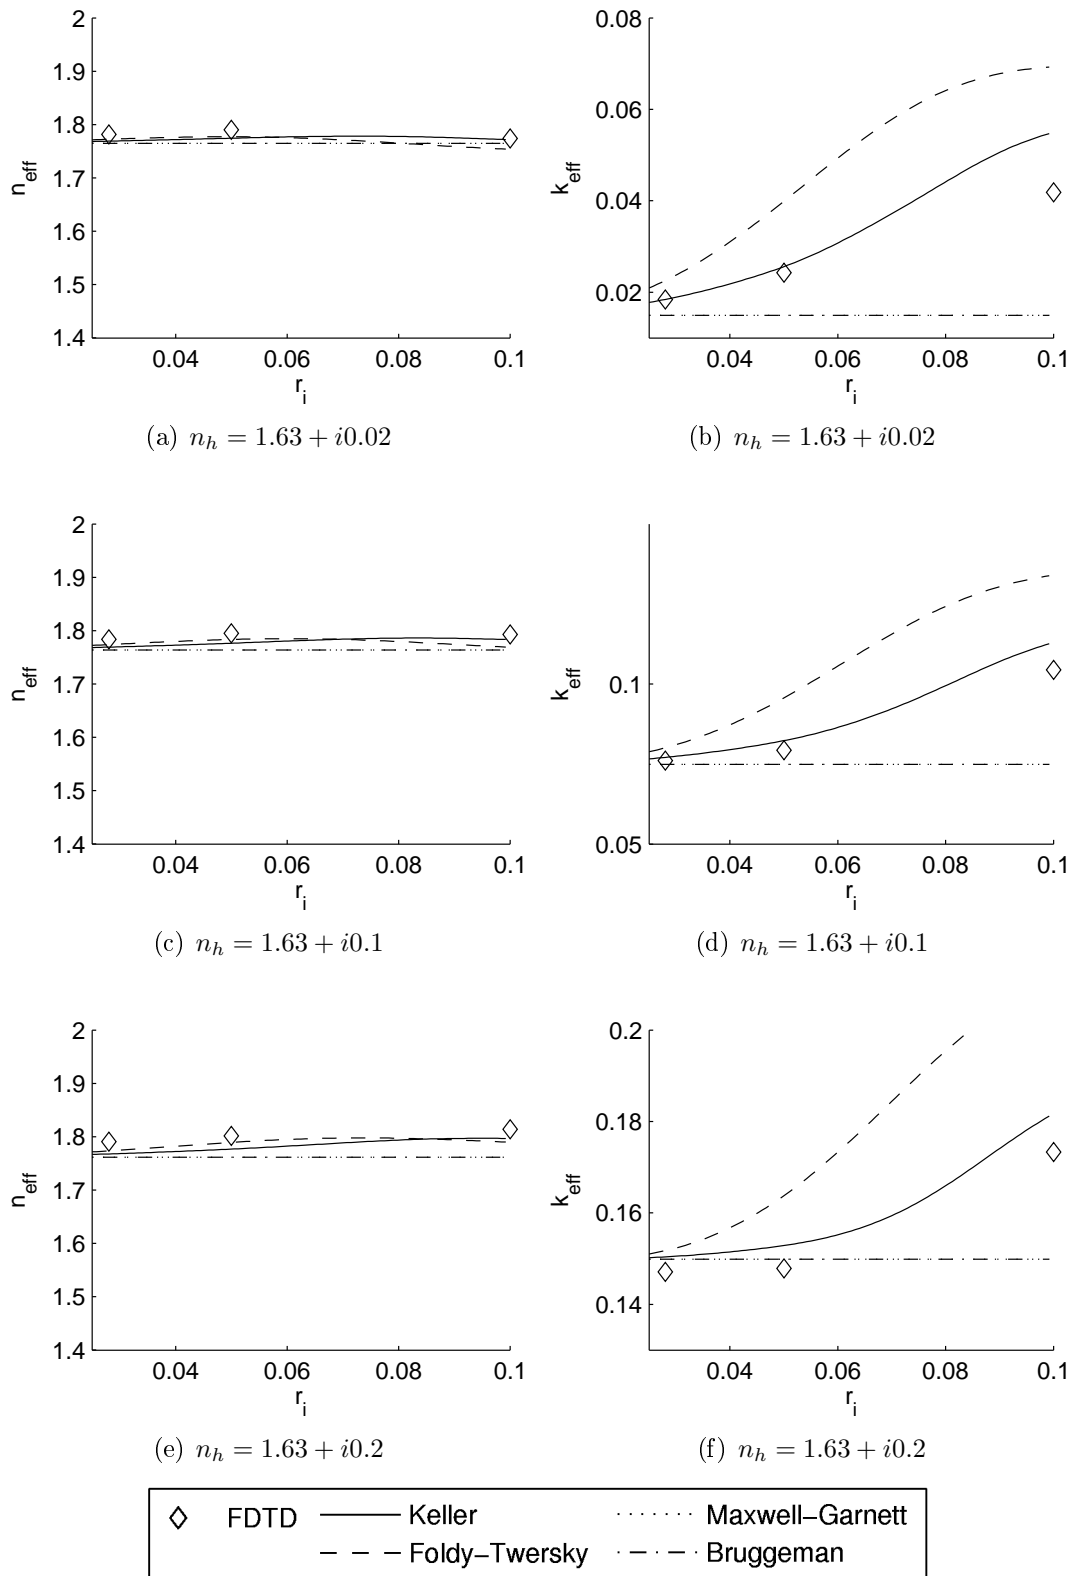 2
1.9
1.8
1.7
1.6
1.5
1.4
n_eff
0.04 0.06 0.08 0.1
r_i
(a) n_h = 1.63 + i0.02
0.08
0.06
0.04
0.02
k_eff
0.04 0.06 0.08 0.1
r_i
(b) n_h = 1.63 + i0.02
2
1.9
1.8
1.7
1.6
1.5
1.4
n_eff
0.04 0.06 0.08 0.1
r_i
(c) n_h = 1.63 + i0.1
0.1
0.05
k_eff
0.04 0.06 0.08 0.1
r_i
(d) n_h = 1.63 + i0.1
2
1.9
1.8
1.7
1.6
1.5
1.4
n_eff
0.04 0.06 0.08 0.1
r_i
(e) n_h = 1.63 + i0.2
0.2
0.18
0.16
0.14
k_eff
0.04 0.06 0.08 0.1
r_i
(f) n_h = 1.63 + i0.2
FDTD Keller Maxwell−Garnett
Foldy−Twersky Bruggeman